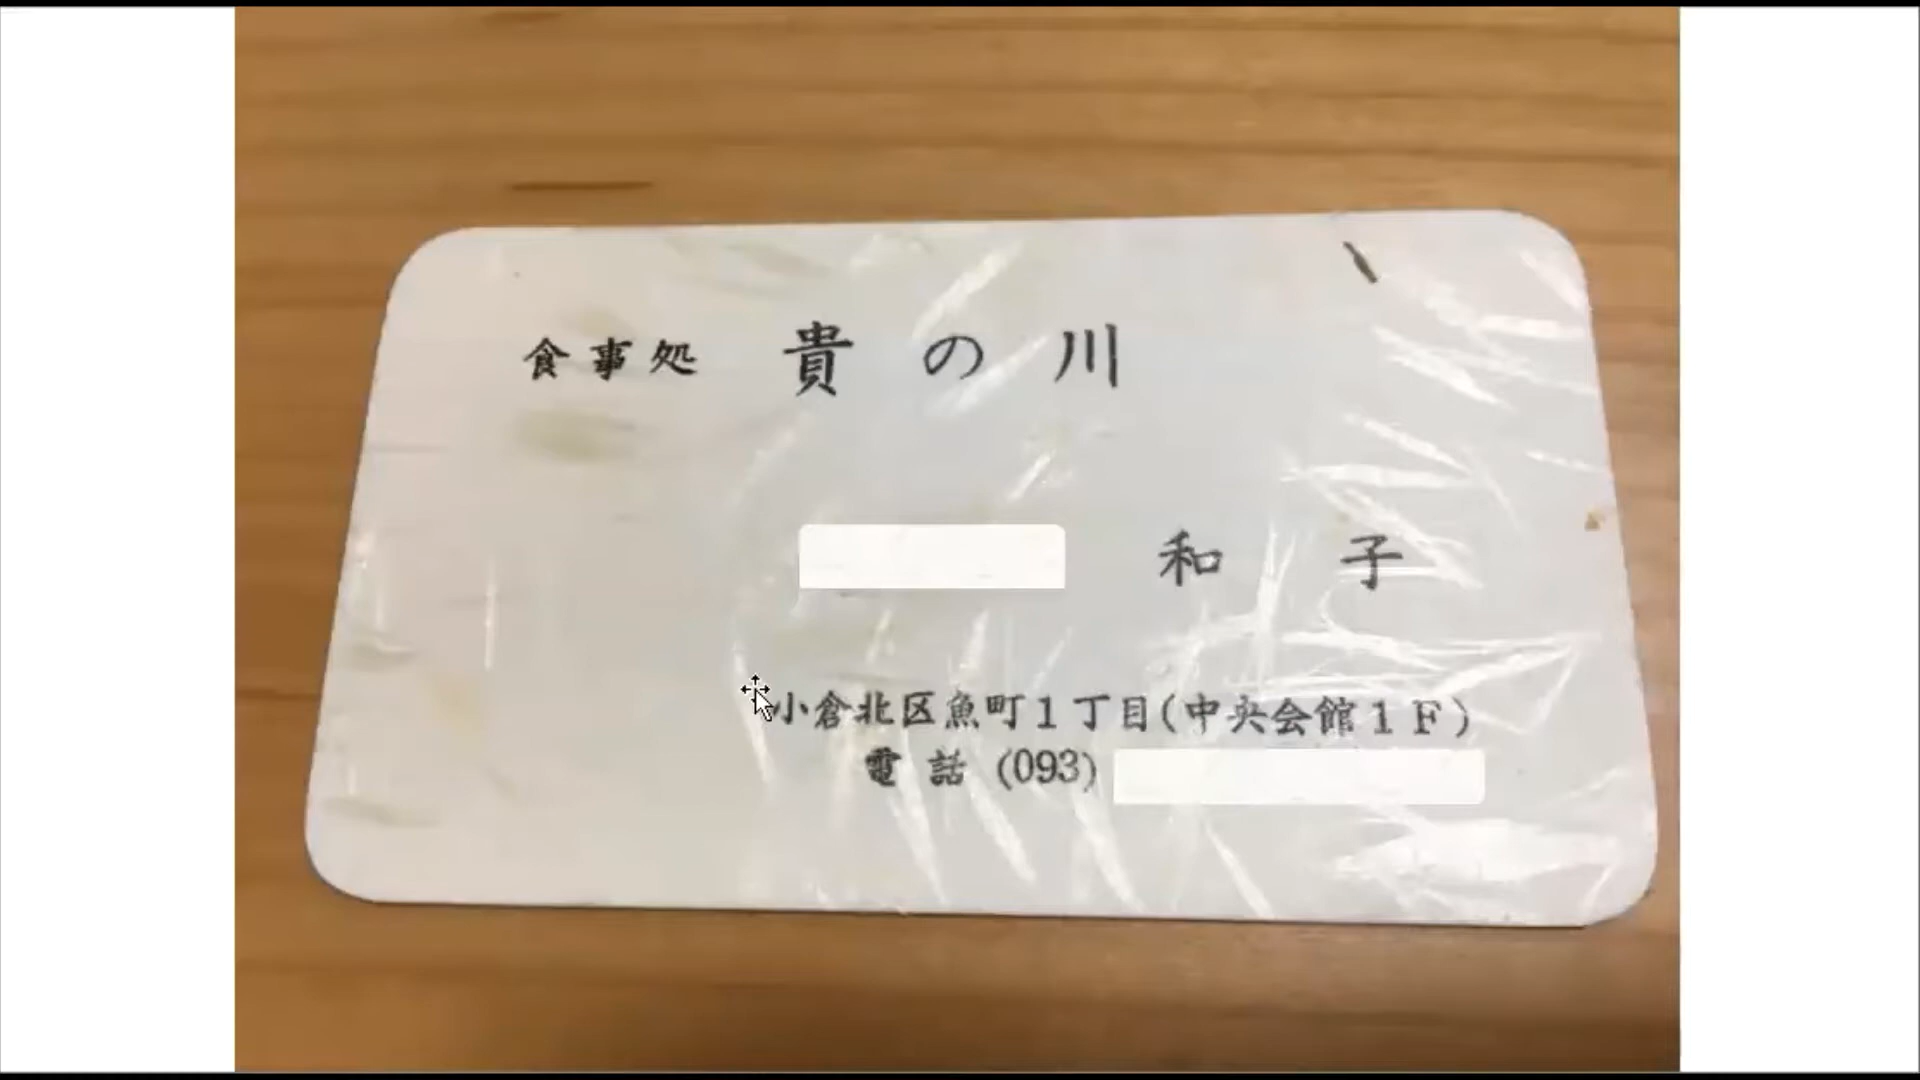 食事処 貴の川
和子
小倉北区魚町1丁目(中央会館1F)
電話 (093)